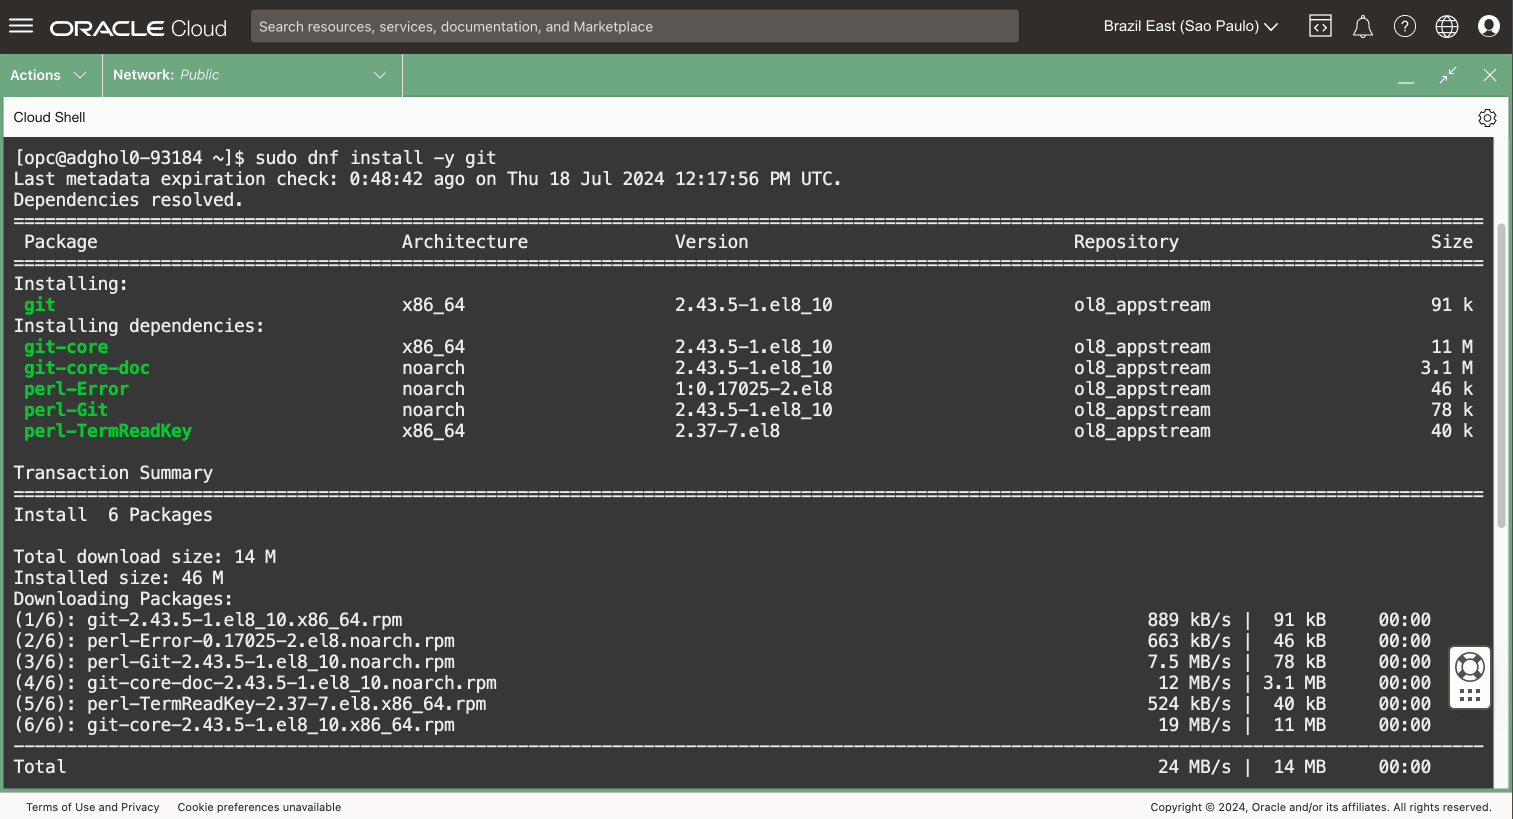 ORACLE Cloud
Search resources, services, documentation, and Marketplace
Brazil East (Sao Paulo)
Actions
Network: Public
Cloud Shell
[opc@adghol0-93184 ~]$ sudo dnf install -y git
Last metadata expiration check: 0:48:42 ago on Thu 18 Jul 2024 12:17:56 PM UTC.
Dependencies resolved.
Package Architecture Version Repository Size
Installing:
git x86_64 2.43.5-1.el8_10 ol8_appstream 91 k
Installing dependencies:
git-core x86_64 2.43.5-1.el8_10 ol8_appstream 11 M
git-core-doc noarch 2.43.5-1.el8_10 ol8_appstream 3.1 M
perl-Error noarch 1:0.17025-2.el8 ol8_appstream 46 k
perl-Git noarch 2.43.5-1.el8_10 ol8_appstream 78 k
perl-TermReadKey x86_64 2.37-7.el8 ol8_appstream 40 k
Transaction Summary
Install 6 Packages
Total download size: 14 M
Installed size: 46 M
Downloading Packages:
(1/6): git-2.43.5-1.el8_10.x86_64.rpm 889 kB/s | 91 kB 00:00
(2/6): perl-Error-0.17025-2.el8.noarch.rpm 663 kB/s | 46 kB 00:00
(3/6): perl-Git-2.43.5-1.el8_10.noarch.rpm 7.5 MB/s | 78 kB 00:00
(4/6): git-core-doc-2.43.5-1.el8_10.noarch.rpm 12 MB/s | 3.1 MB 00:00
(5/6): perl-TermReadKey-2.37-7.el8.x86_64.rpm 524 kB/s | 40 kB 00:00
(6/6): git-core-2.43.5-1.el8_10.x86_64.rpm 19 MB/s | 11 MB 00:00
Total 24 MB/s | 14 MB 00:00
Terms of Use and Privacy Cookie preferences unavailable
Copyright © 2024, Oracle and/or its affiliates. All rights reserved.